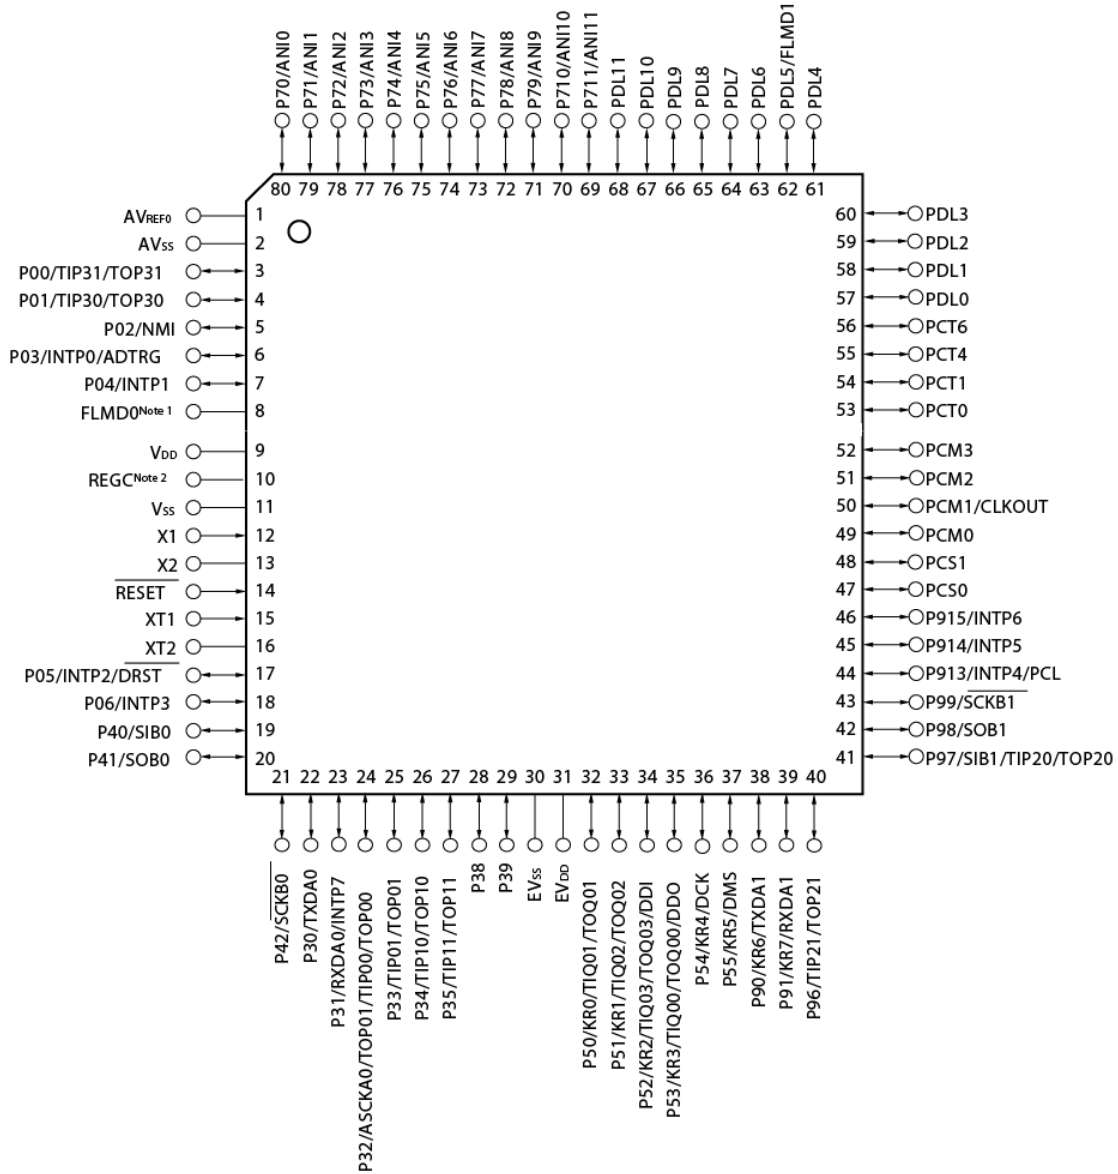 P70/ANI0
P71/ANI1
P72/ANI2
P73/ANI3
P74/ANI4
P75/ANI5
P76/ANI6
P77/ANI7
P78/ANI8
P79/ANI9
P710/ANI10
P711/ANI11
PDL11
PDL10
PDL9
PDL8
PDL7
PDL6
PDL5/FLMD1
PDL4
80 79 78 77 76 75 74 73 72 71 70 69 68 67 66 65 64 63 62 61
AVREF0 1
AVSS 2
P00/TIP31/TOP31 3
P01/TIP30/TOP30 4
P02/NMI 5
P03/INTP0/ADTRG 6
P04/INTP1 7
FLMD0Note 1 8
VDD 9
REGCNote 2 10
VSS 11
X1 12
X2 13
RESET 14
XT1 15
XT2 16
P05/INTP2/DRST 17
P06/INTP3 18
P40/SIB0 19
P41/SOB0 20
60 PDL3
59 PDL2
58 PDL1
57 PDL0
56 PCT6
55 PCT4
54 PCT1
53 PCT0
52 PCM3
51 PCM2
50 PCM1/CLKOUT
49 PCM0
48 PCS1
47 PCS0
46 P915/INTP6
45 P914/INTP5
44 P913/INTP4/PCL
43 P99/SCKB1
42 P98/SOB1
41 P97/SIB1/TIP20/TOP20
21 22 23 24 25 26 27 28 29 30 31 32 33 34 35 36 37 38 39 40
P42/SCKB0
P30/TXDA0
P31/RXDA0/INTP7
P32/ASCKA0/TOP01/TIP00/TOP00
P33/TIP01/TOP01
P34/TIP10/TOP10
P35/TIP11/TOP11
P38
P39
EVSS
EVDD
P50/KR0/TIQ01/TOQ01
P51/KR1/TIQ02/TOQ02
P52/KR2/TIQ03/TOQ03/DDI
P53/KR3/TIQ00/TOQ00/DDO
P54/KR4/DCK
P55/KR5/DMS
P90/KR6/TXDA1
P91/KR7/RXDA1
P96/TIP21/TOP21